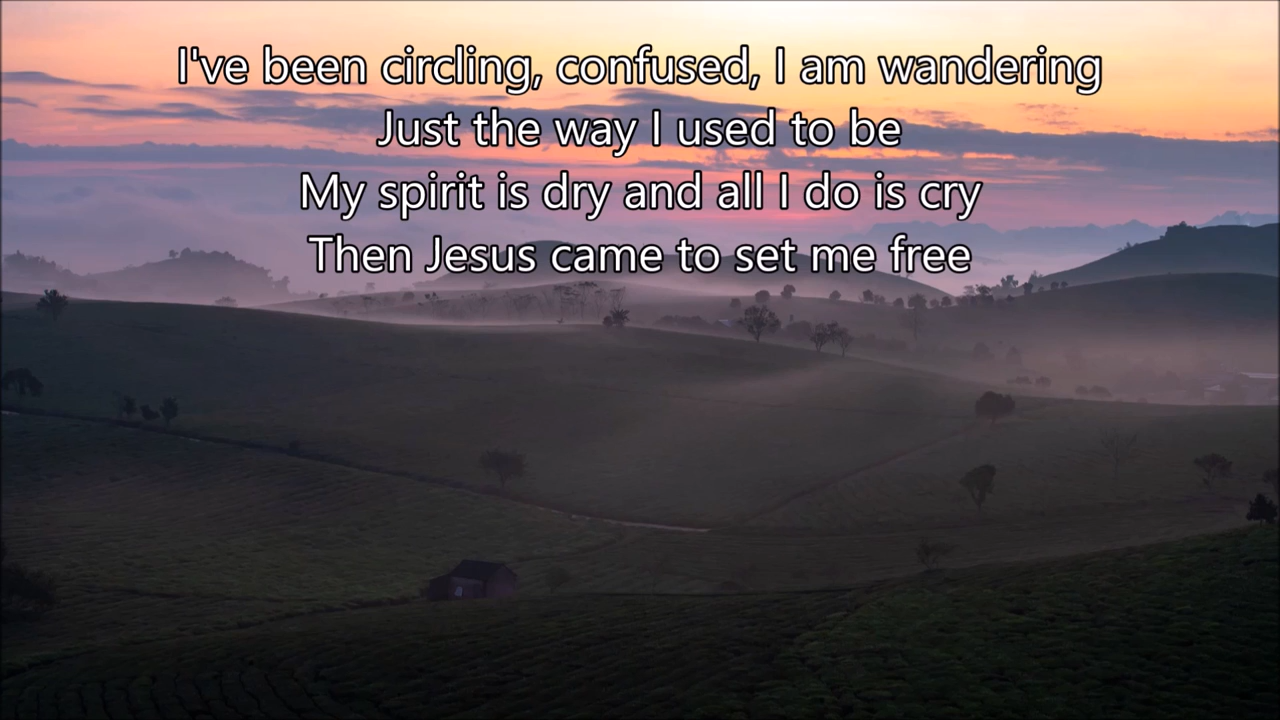 I've been circling, confused, I am wandering
Just the way I used to be
My spirit is dry and all I do is cry
Then Jesus came to set me free